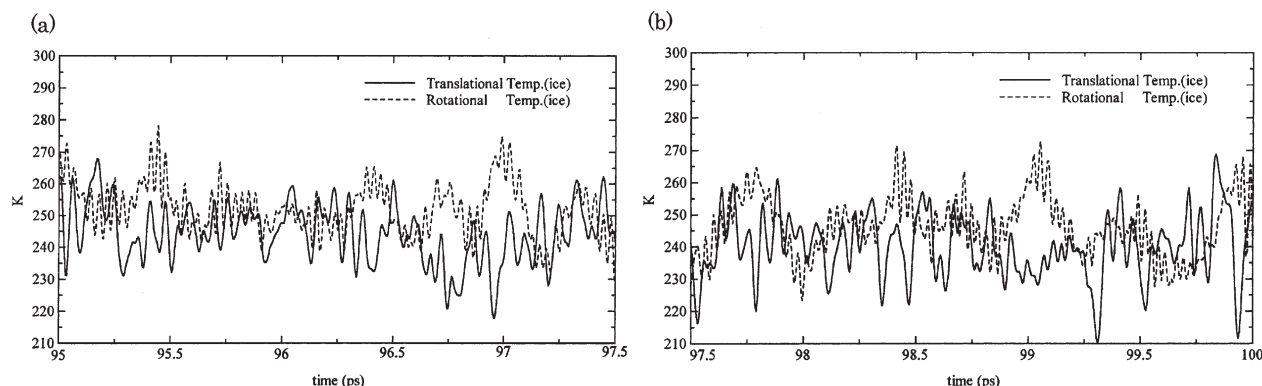 (a)
300
290
280
270
260
250
240
230
220
210
K
Translational Temp.(ice)
Rotational Temp.(ice)
95 95.5 96 96.5 97 97.5
time (ps)
(b)
300
290
280
270
260
250
240
230
220
210
K
Translational Temp.(ice)
Rotational Temp.(ice)
97.5 98 98.5 99 99.5 100
time (ps)